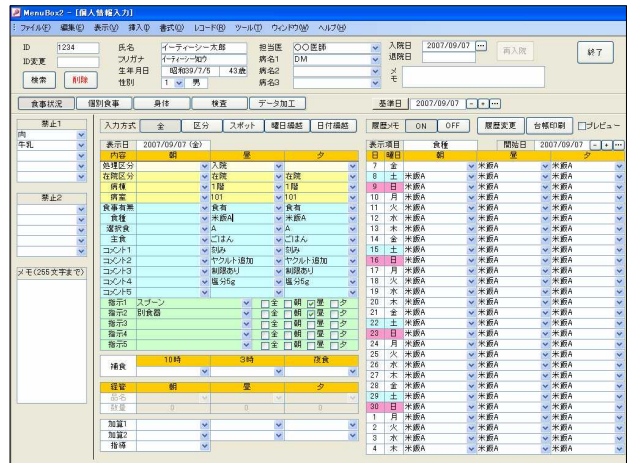 MenuBox2 - [個人情報入力]
ファイル(F) 編集(E) 表示(V) 挿入(I) 書式(O) レコード(R) ツール(T) ウィンドウ(W) ヘルプ(H)
ID 1234 氏名 イーティーシー太郎 担当医 〇〇医師 入院日 2007/09/07 再入院 終了
ID変更 フリガナ 病名1 DM 退院日
生年月日 昭和39/7/5 43歳 病名2 メモ
検索 削除 性別 1 男 病名3
食事状況 個別食事 身体 検査 データ加工 基準日 2007/09/07 - + ...
禁止1
肉
牛乳
禁止2
メモ(255文字まで)
入力方式 全 区分 スポット 曜日繰越 日付繰越
表示日 2007/09/07 (金)
内容 朝 昼 夕
処理区分 入院
在院区分 在院 在院
病棟 1階 1階
病室 101 101
食事有無 食有 食有
食種 米飯A 米飯A
選択食 A A
主食 ごはん ごはん
コメント1 刻み 刻み
コメント2 ヤクルト追加 ヤクルト追加
コメント3 制限あり 制限あり
コメント4 塩分5g 塩分5g
コメント5
指示1 スプーン 全 朝 昼 夕
指示2 別食器 全 朝 昼 夕
指示3 全 朝 昼 夕
指示4 全 朝 昼 夕
指示5 全 朝 昼 夕
補食 10時 3時 夜食
経管 朝 昼 夕
品名
数量 0 0 0
加算1
加算2
指導
履歴メモ ON OFF 履歴変更 台帳印刷 プレビュー
表示項目 食種 開始日 2007/09/07 - + ...
日 曜日 朝 昼 夕
7 金 米飯A 米飯A
8 土 米飯A 米飯A 米飯A
9 日 米飯A 米飯A 米飯A
10 月 米飯A 米飯A 米飯A
11 火 米飯A 米飯A 米飯A
12 水 米飯A 米飯A 米飯A
13 木 米飯A 米飯A 米飯A
14 金 米飯A 米飯A 米飯A
15 土 米飯A 米飯A 米飯A
16 日 米飯A 米飯A 米飯A
17 月 米飯A 米飯A 米飯A
18 火 米飯A 米飯A 米飯A
19 水 米飯A 米飯A 米飯A
20 木 米飯A 米飯A 米飯A
21 金 米飯A 米飯A 米飯A
22 土 米飯A 米飯A 米飯A
23 日 米飯A 米飯A 米飯A
24 月 米飯A 米飯A 米飯A
25 火 米飯A 米飯A 米飯A
26 水 米飯A 米飯A 米飯A
27 木 米飯A 米飯A 米飯A
28 金 米飯A 米飯A 米飯A
29 土 米飯A 米飯A 米飯A
30 日 米飯A 米飯A 米飯A
1 月 米飯A 米飯A 米飯A
2 火 米飯A 米飯A 米飯A
3 水 米飯A 米飯A 米飯A
4 木 米飯A 米飯A 米飯A